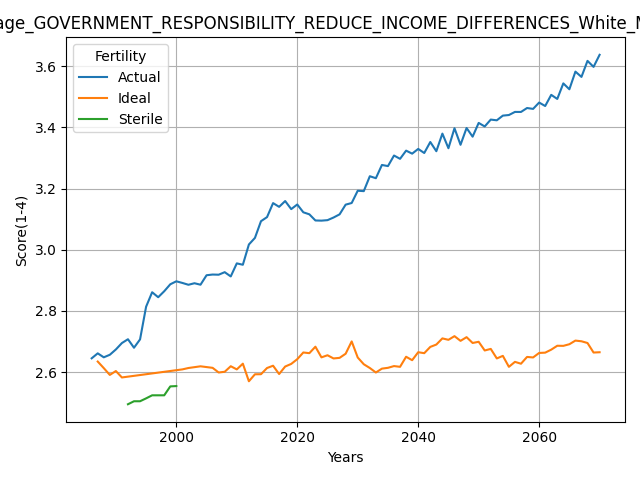 age_GOVERNMENT_RESPONSIBILITY_REDUCE_INCOME_DIFFERENCES_White_
Fertility
Actual
Ideal
Sterile
Score(1-4)
3.6
3.4
3.2
3.0
2.8
2.6
2000
2020
2040
2060
Years